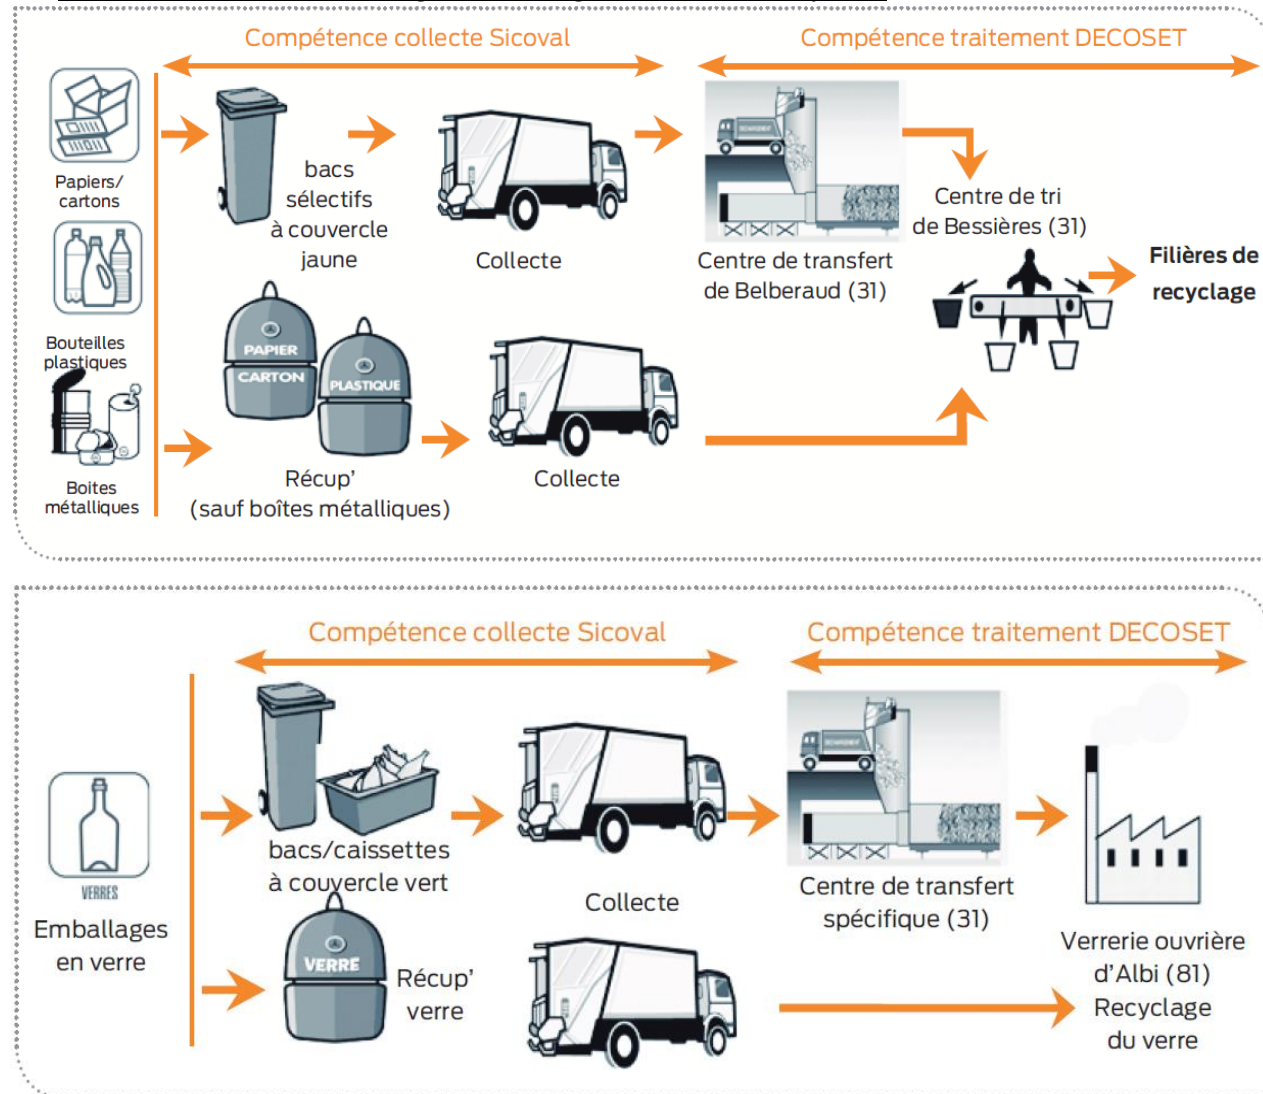 Compétence collecte Sicoval
Compétence traitement DECOSET
Papiers/
cartons
bacs
sélectifs
à couvercle
jaune
Collecte
Centre de transfert
de Belberaud (31)
Centre de tri
de Bessières (31)
Filières de
recyclage
Bouteilles
plastiques
PAPIER
CARTON
PLASTIQUE
Boites
métalliques
Récup'
(sauf boîtes métalliques)
Collecte
Compétence collecte Sicoval
Compétence traitement DECOSET
VERRES
Emballages
en verre
bacs/caissettes
à couvercle vert
Collecte
Centre de transfert
spécifique (31)
VERRE
Récup'
verre
Verrerie ouvrière
d'Albi (81)
Recyclage
du verre